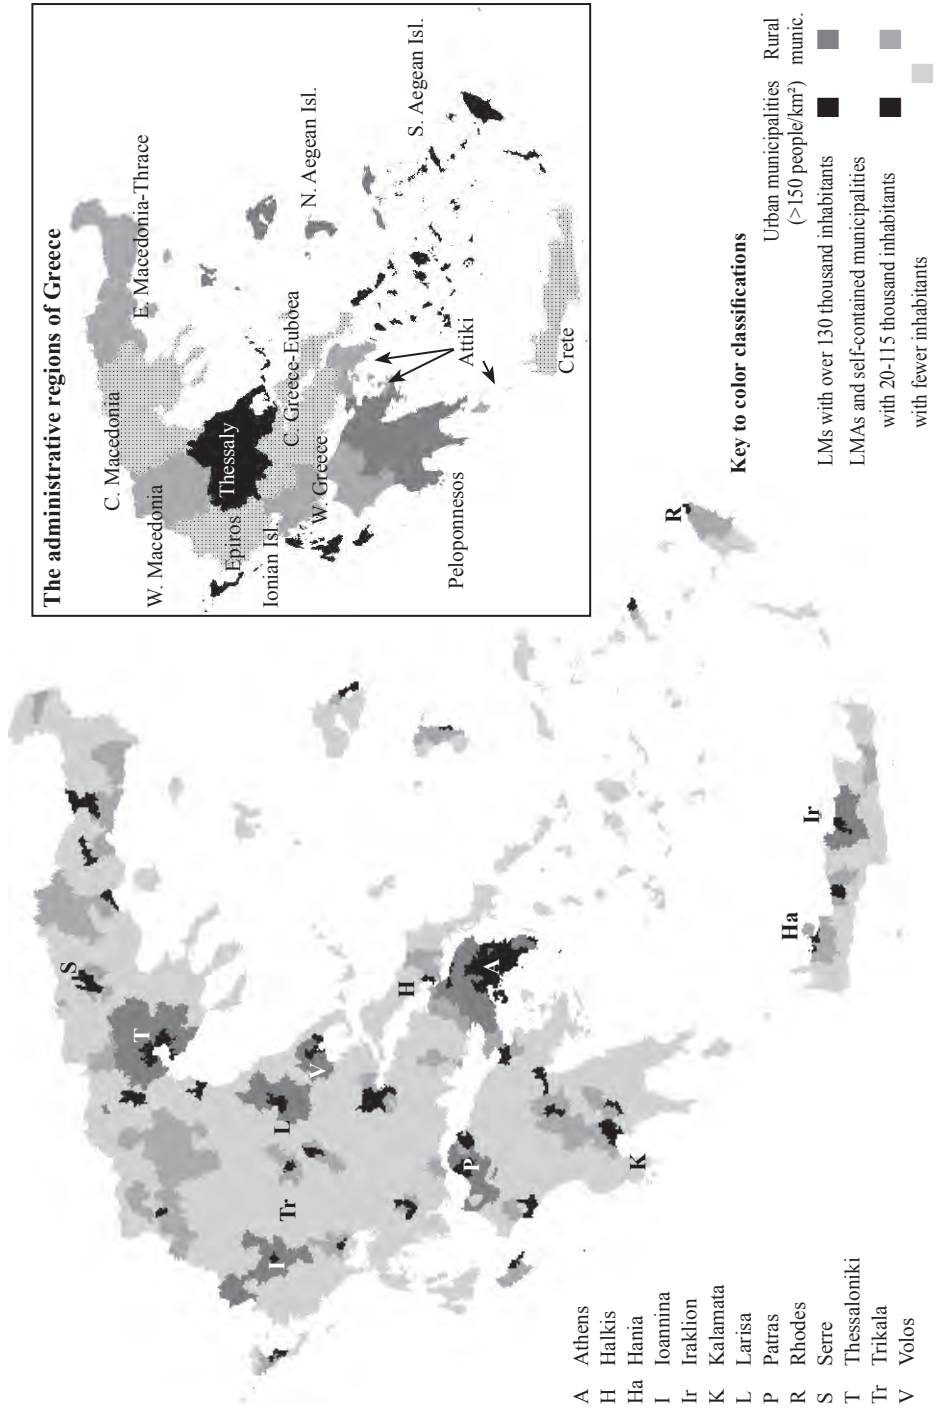 The administrative regions of Greece
E. Macedonia-Thrace
C. Macedonia
W. Macedonia
Thessaly
Epiros
Ionian Isl.
C. Greece-Euboea
W. Greece
N. Aegean Isl.
S. Aegean Isl.
Attiki
Peloponnesos
Crete
S
T
L
V
Tr
I
H
A
P
K
R
Ha
Ir
Key to color classifications
Urban municipalities
(>150 people/km²)
Rural
munic.
LMs with over 130 thousand inhabitants
LMAs and self-contained municipalities
with 20-115 thousand inhabitants
with fewer inhabitants
A Athens
H Halkis
Ha Hania
I Ioannina
Ir Iraklion
K Kalamata
L Larisa
P Patras
R Rhodes
S Serre
T Thessaloniki
Tr Trikala
V Volos